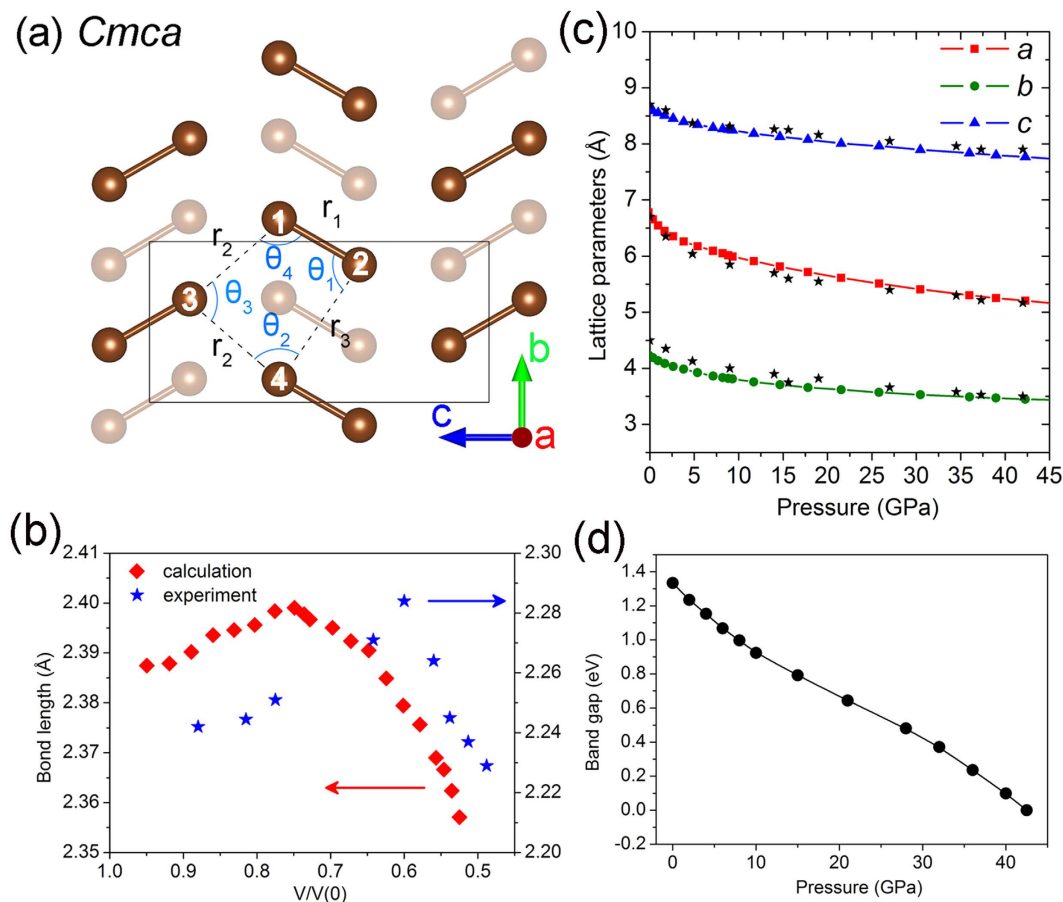 (a) Cmca
1
r1
r2
2
θ4
θ1
3
θ3
θ2
r3
r2
4
b
c
a
(c)
10
9
8
7
6
5
4
3
Lattice parameters (Å)
a
b
c
0 5 10 15 20 25 30 35 40 45
Pressure (GPa)
(b)
2.41
2.40
2.39
2.38
2.37
2.36
2.35
Bond length (Å)
calculation
experiment
2.30
2.28
2.26
2.24
2.22
2.20
1.0 0.9 0.8 0.7 0.6 0.5
V/V(0)
(d)
1.4
1.2
1.0
0.8
0.6
0.4
0.2
0.0
-0.2
Band gap (eV)
0 10 20 30 40
Pressure (GPa)